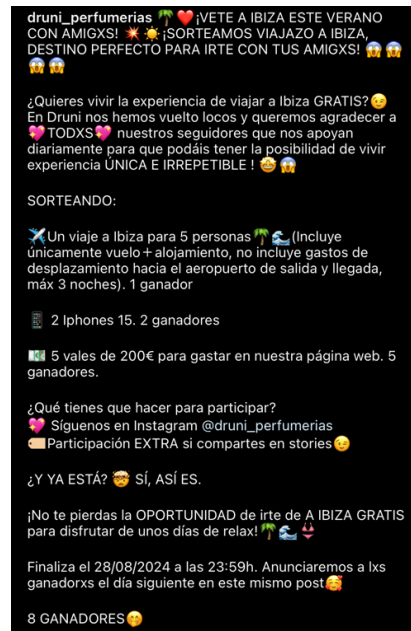 druni_perfumerias 🌴❤️¡VETE A IBIZA ESTE VERANO
CON AMIGXS! 💥☀️¡SORTEAMOS VIAJAZO A IBIZA,
DESTINO PERFECTO PARA IRTE CON TUS AMIGXS! 😱😱
😱😱
¿Quieres vivir la experiencia de viajar a Ibiza GRATIS?😉
En Druni nos hemos vuelto locos y queremos agradecer a
💖TODXS💖 nuestros seguidores que nos apoyan
diariamente para que podáis tener la posibilidad de vivir
experiencia ÚNICA E IRREPETIBLE ! 🤩😱
SORTEANDO:
✈️Un viaje a Ibiza para 5 personas🌴🌊(Incluye
únicamente vuelo+alojamiento, no incluye gastos de
desplazamiento hacia el aeropuerto de salida y llegada,
máx 3 noches). 1 ganador
📱 2 Iphones 15. 2 ganadores
💶 5 vales de 200€ para gastar en nuestra página web. 5
ganadores.
¿Qué tienes que hacer para participar?
💖 Síguenos en Instagram @druni_perfumerias
🏷️Participación EXTRA si compartes en stories😉
¿Y YA ESTÁ? 🤯 SÍ, ASÍ ES.
¡No te pierdas la OPORTUNIDAD de irte de A IBIZA GRATIS
para disfrutar de unos días de relax!🌴🌊👙
Finaliza el 28/08/2024 a las 23:59h. Anunciaremos a lxs
ganadorxs el día siguiente en este mismo post🥰
8 GANADORES🤭